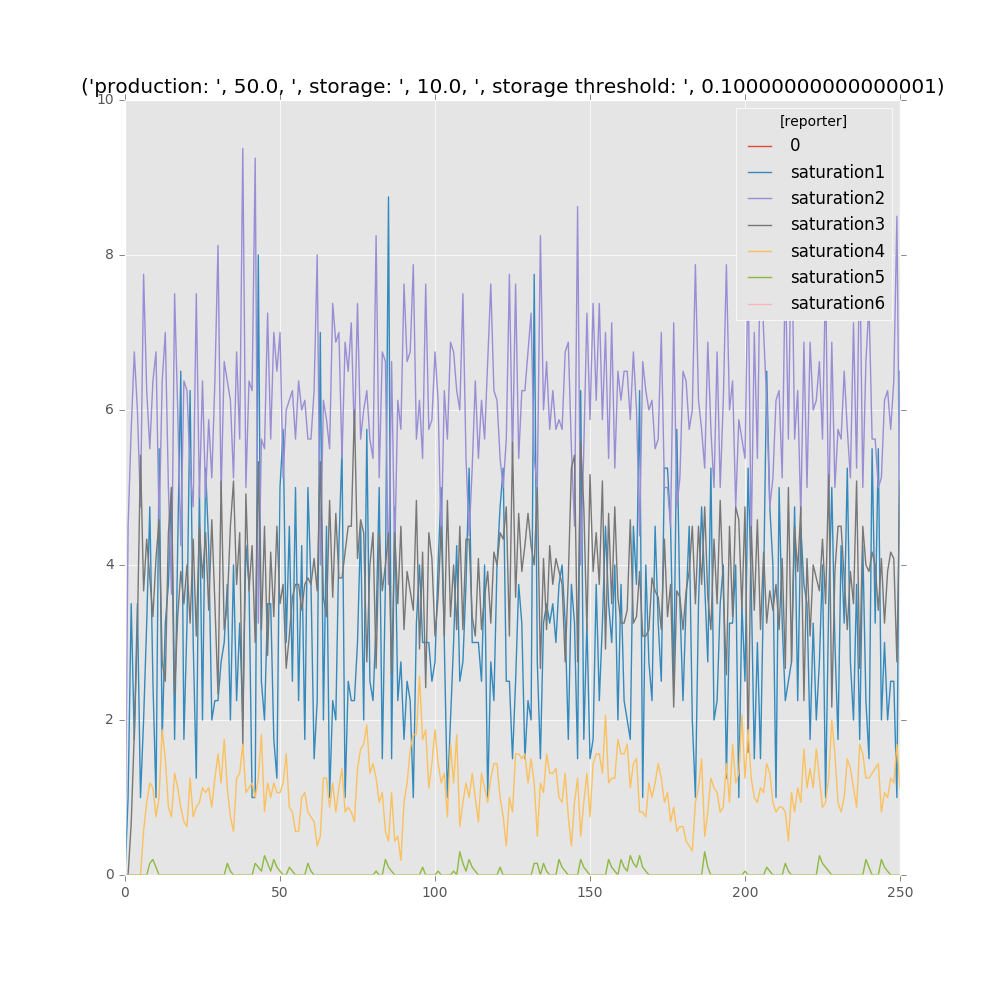 ('production: ', 50.0, ', storage: ', 10.0, ', storage threshold: ', 0.10000000000000001)
10
8
6
4
2
0
0
50
100
150
200
250
[reporter]
0
saturation1
saturation2
saturation3
saturation4
saturation5
saturation6